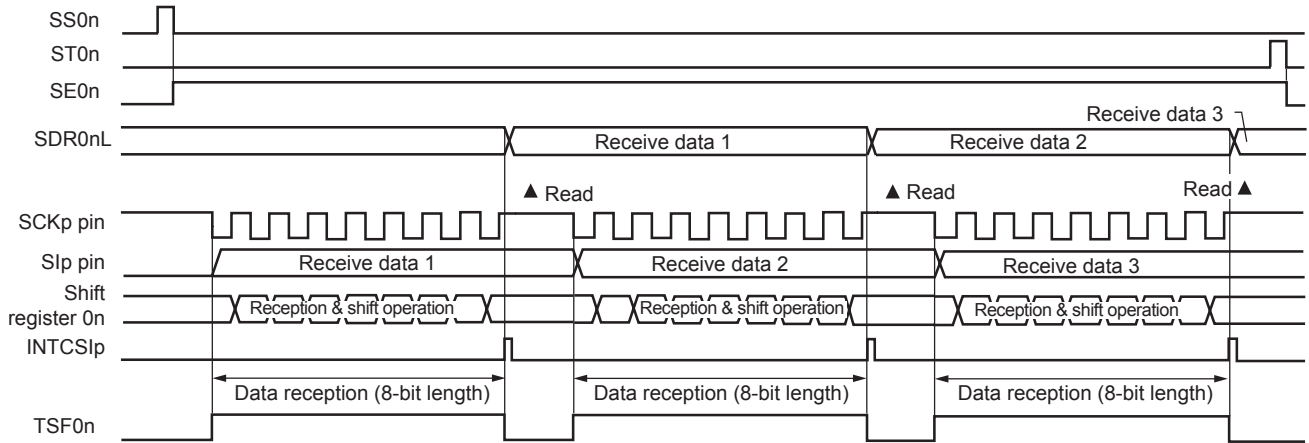 SS0n
ST0n
SE0n
Receive data 3
SDR0nL
Receive data 1
Receive data 2
▲ Read
▲ Read
Read ▲
SCKp pin
SIp pin
Receive data 1
Receive data 2
Receive data 3
Shift
register 0n
Reception & shift operation
Reception & shift operation
Reception & shift operation
INTCSIp
Data reception (8-bit length)
Data reception (8-bit length)
Data reception (8-bit length)
TSF0n